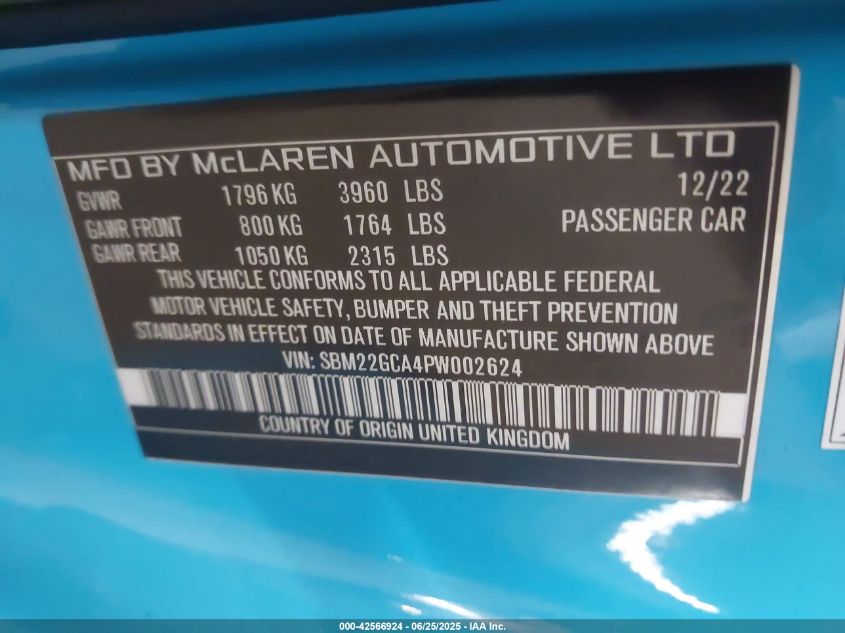 MFD BY McLAREN AUTOMOTIVE LTD
GVWR 1796 KG 3960 LBS 12/22
GAWR FRONT 800 KG 1764 LBS PASSENGER CAR
GAWR REAR 1050 KG 2315 LBS
THIS VEHICLE CONFORMS TO ALL APPLICABLE FEDERAL
MOTOR VEHICLE SAFETY, BUMPER AND THEFT PREVENTION
STANDARDS IN EFFECT ON DATE OF MANUFACTURE SHOWN ABOVE
VIN: SBM22GCA4PW002624
COUNTRY OF ORIGIN UNITED KINGDOM
000-42566924 - 06/25/2025 - IAA Inc.